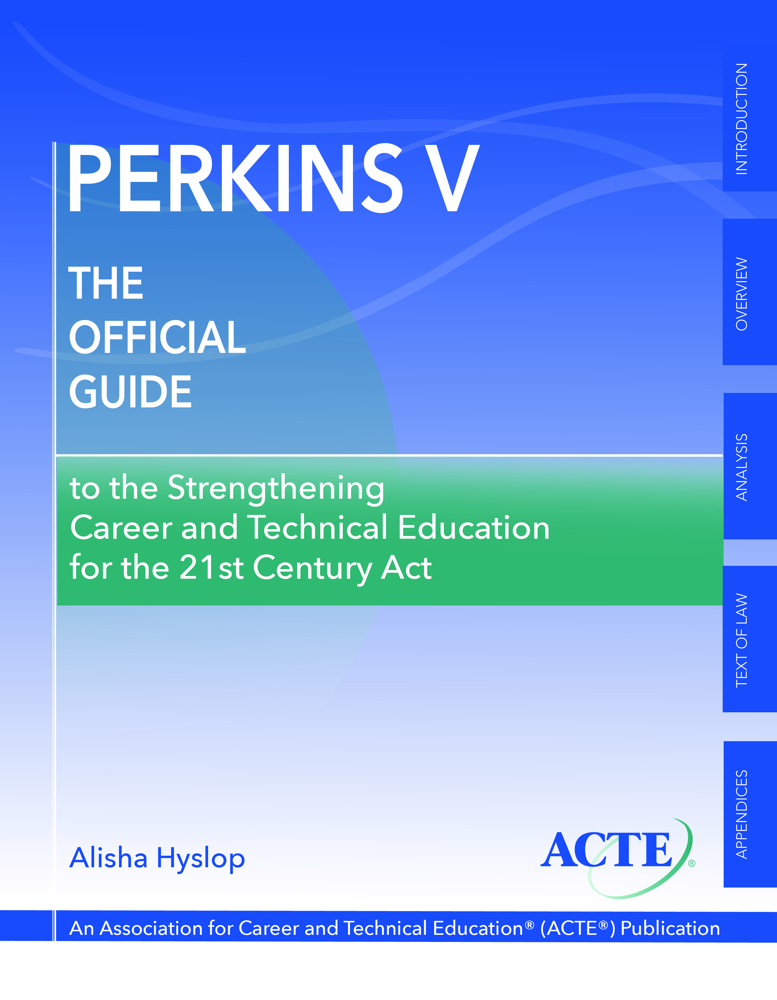 PERKINS V
THE
OFFICIAL
GUIDE
to the Strengthening
Career and Technical Education
for the 21st Century Act
Alisha Hyslop
ACTE®
An Association for Career and Technical Education® (ACTE®) Publication
INTRODUCTION
OVERVIEW
ANALYSIS
TEXT OF LAW
APPENDICES